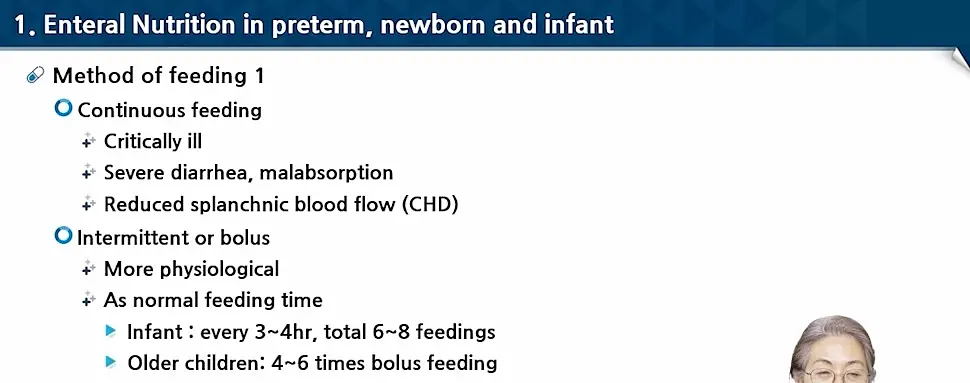 1. Enteral Nutrition in preterm, newborn and infant
Method of feeding 1
Continuous feeding
Critically ill
Severe diarrhea, malabsorption
Reduced splanchnic blood flow (CHD)
Intermittent or bolus
More physiological
As normal feeding time
Infant : every 3~4hr, total 6~8 feedings
Older children: 4~6 times bolus feeding